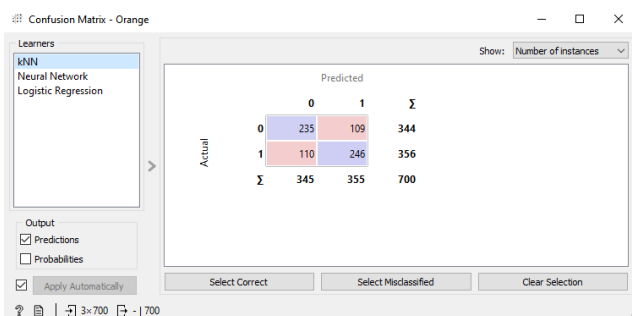 Confusion Matrix - Orange
Learners
kNN
Neural Network
Logistic Regression
Output
Predictions
Probabilities
Apply Automatically
Show: Number of instances
Predicted
0 1 Σ
Actual
0 235 109 344
1 110 246 356
Σ 345 355 700
Select Correct Select Misclassified Clear Selection
? 3×700 - | 700